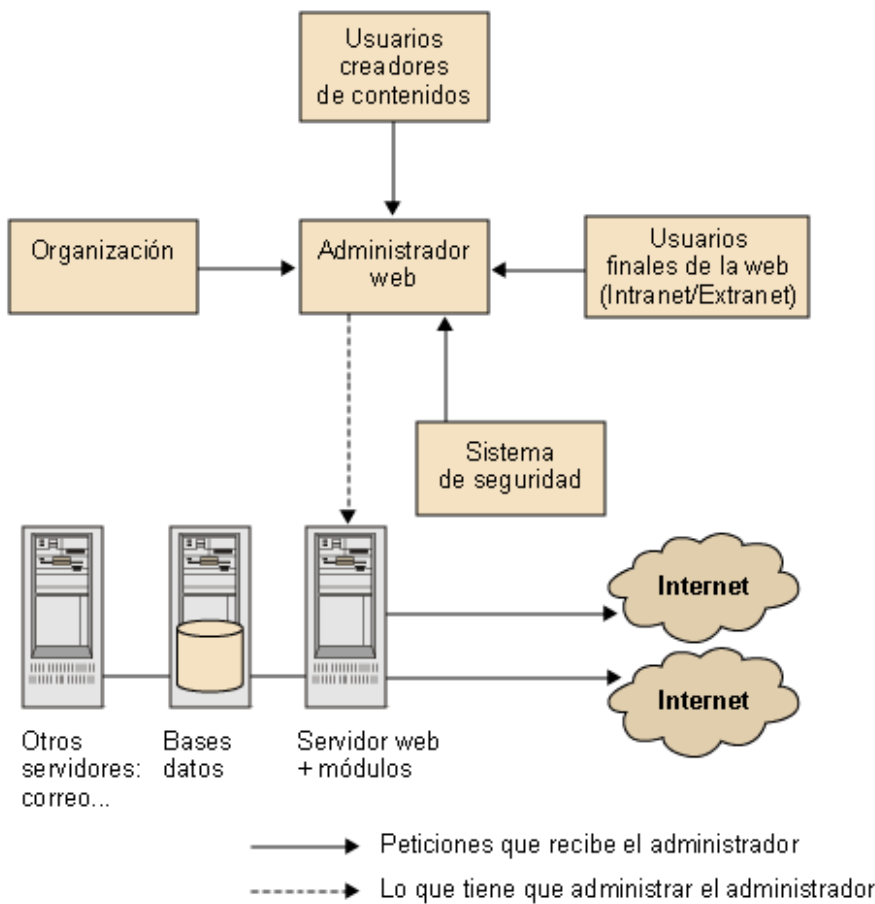 Usuarios
creadores
de contenidos
Organización
Administrador
web
Usuarios
finales de la web
(Intranet/Extranet)
Sistema
de seguridad
Internet
Internet
Otros
servidores:
correo...
Bases
datos
Servidor web
+ módulos
Peticiones que recibe el administrador
Lo que tiene que administrar el administrador